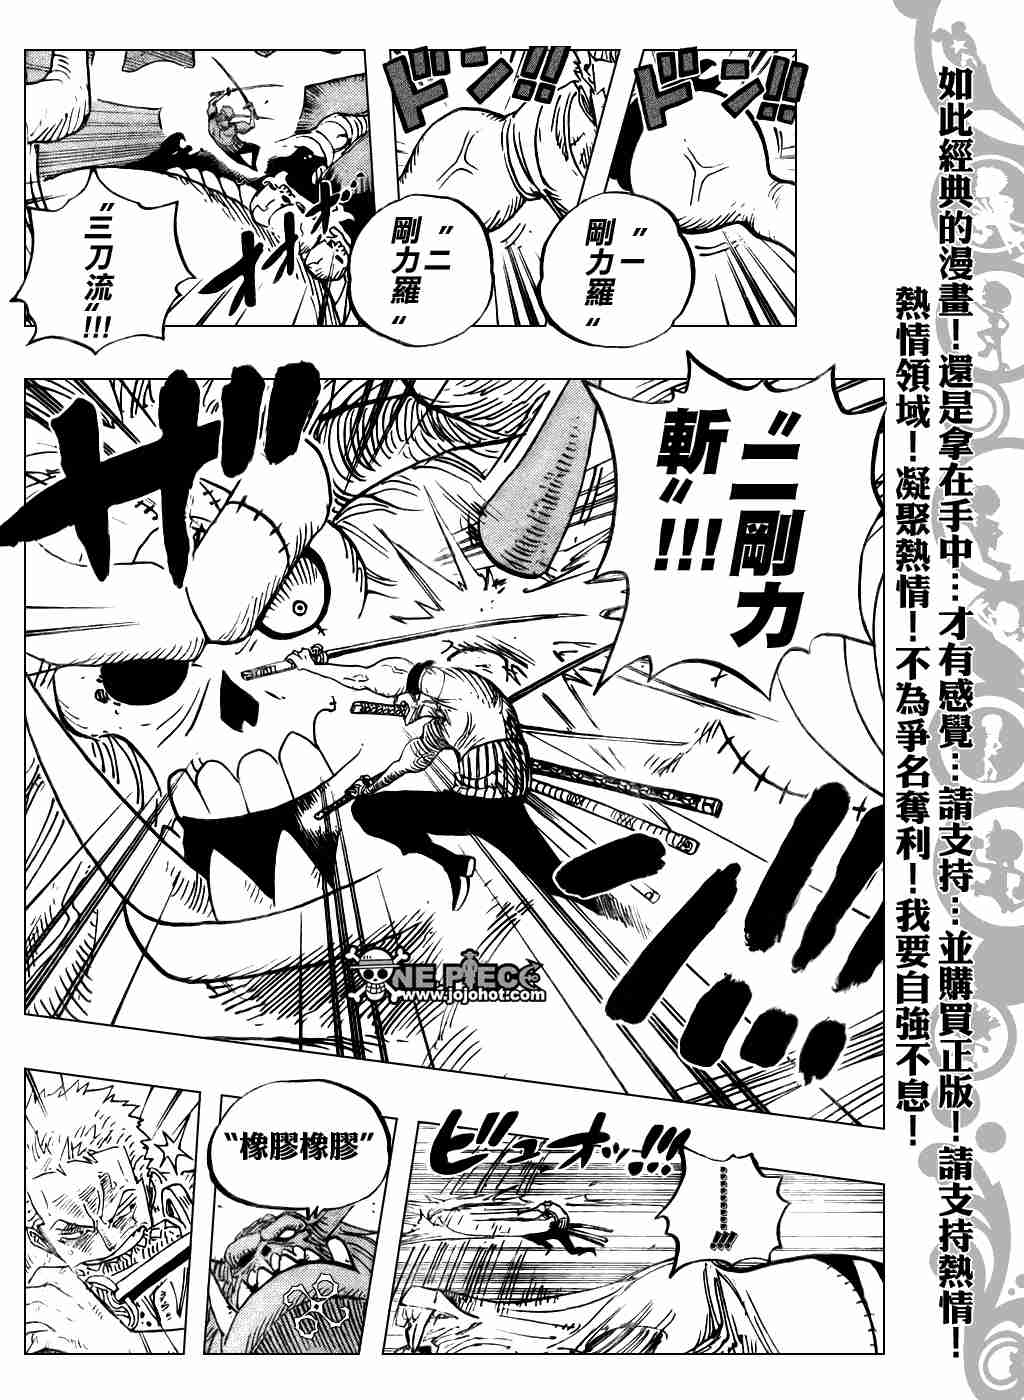 ドン!!
ドン!!
“一
剛力羅”
“二
剛力羅”
“三刀流”!!!
“二剛力
斬”!!!
ザン!!!
ONE PIECE
www.jojohot.com
………!!!
ビュオッ!!!
“橡膠橡膠”
如此經典的漫畫！還是拿在手中…才有感覺…請支持…並購買正版！請支持熱情！
熱情領域！凝聚熱情！不為爭名奪利！我要自強不息！